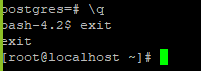 postgres=# \q
bash-4.2$ exit
exit
[root@localhost ~]#